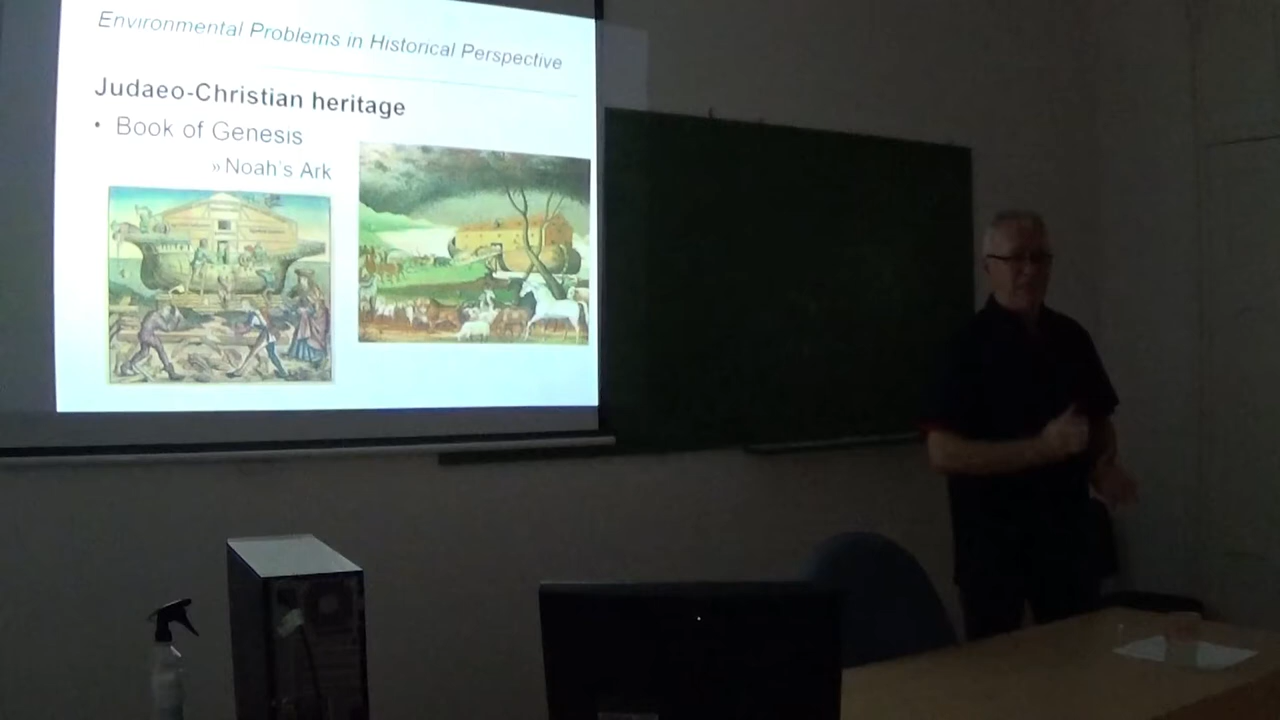 Environmental Problems in Historical Perspective
Judaeo-Christian heritage
• Book of Genesis
» Noah's Ark